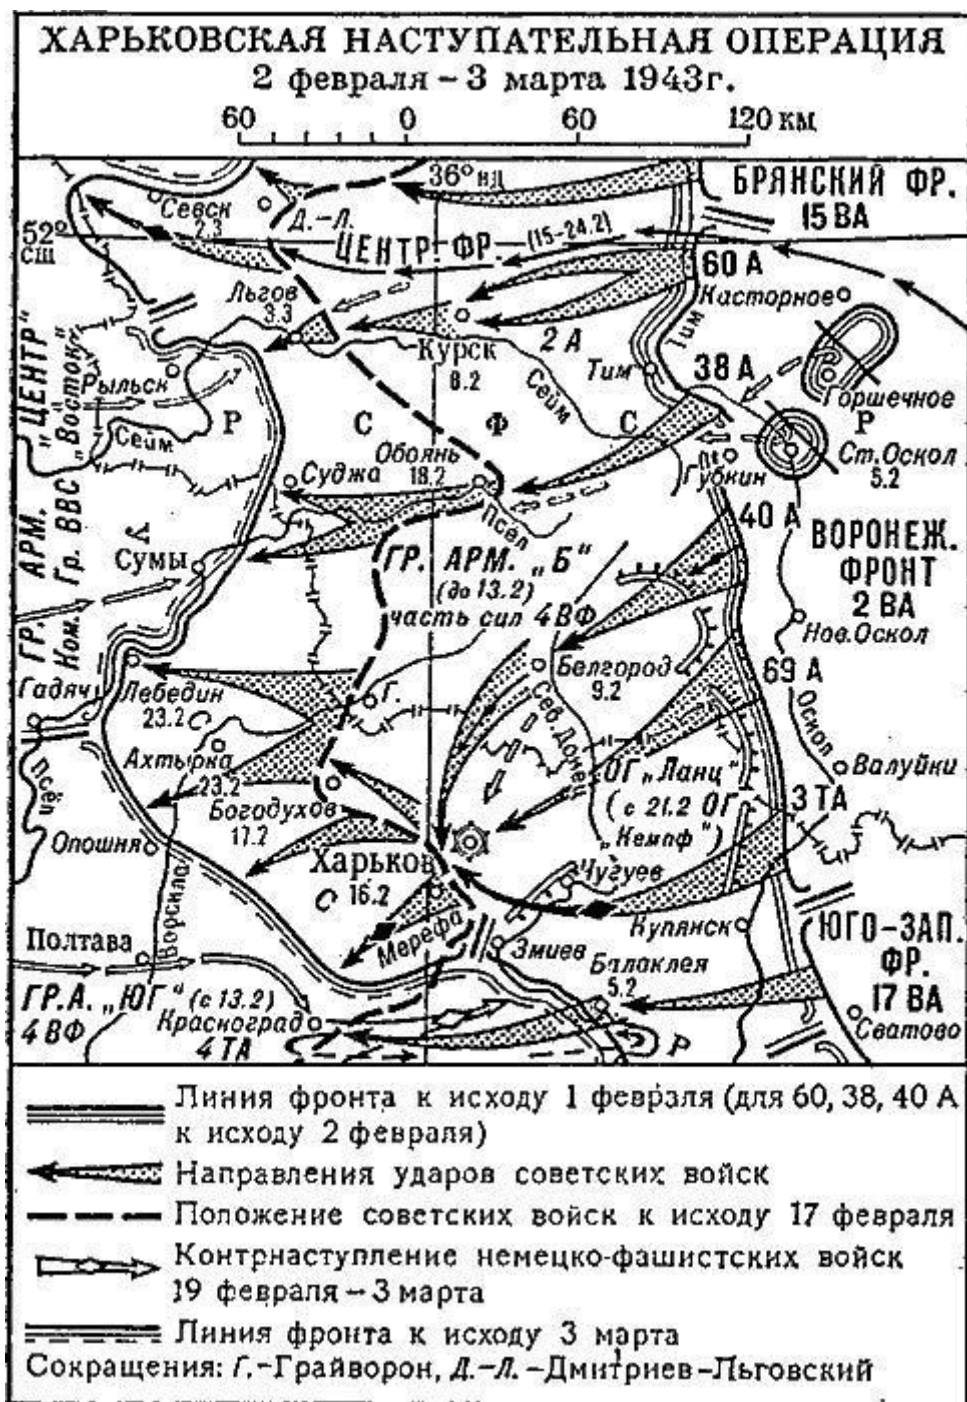 ХАРЬКОВСКАЯ НАСТУПАТЕЛЬНАЯ ОПЕРАЦИЯ
2 февраля – 3 марта 1943г.
60 0 60 120 км
36° вд
БРЯНСКИЙ ФР.
15 ВА
Севск
2.3
Д.-Л.
ЦЕНТР. ФР.
(15-24.2)
52°
сш
60 А
Касторное
Льгов
3.3
Курск
8.2
2 А
Тим
Тим
38 А
Горшечное
Рыльск
Сейм
Сейм
Р С Ф С Р
ГР. АРМ. „ЦЕНТР"
Ком. Гр. ВВС „Восток"
Обоянь
18.2
Суджа
Губкин
Ст. Оскол
5.2
Псёл
40 А
ВОРОНЕЖ.
ФРОНТ
2 ВА
У
Сумы
ГР. АРМ. „Б"
(до 13.2)
часть сил 4 ВФ
Нов. Оскол
Белгород
9.2
69 А
Гадяч
Лебедин
23.2
Г.
Сев. Донец
Оскол
С
Ахтырка
23.2
Псёл
Валуйки
ОГ „Ланц"
(с 21.2 ОГ
„Кемпф")
3 ТА
Богодухов
17.2
Опошня
Харьков
16.2
С
Чугуев
Ворскла
Мерефа
Купянск
ЮГО-ЗАП.
ФР.
17 ВА
Полтава
Змиев
Балаклея
5.2
ГР.А. „ЮГ" (с 13.2)
4 ВФ
Красноград
4 ТА
Сватово
Р
Линия фронта к исходу 1 февраля (для 60, 38, 40 А
к исходу 2 февраля)
Направления ударов советских войск
Положение советских войск к исходу 17 февраля
Контрнаступление немецко-фашистских войск
19 февраля – 3 марта
Линия фронта к исходу 3 марта
Сокращения: Г.-Грайворон, Д.-Л.-Дмитриев-Льговский